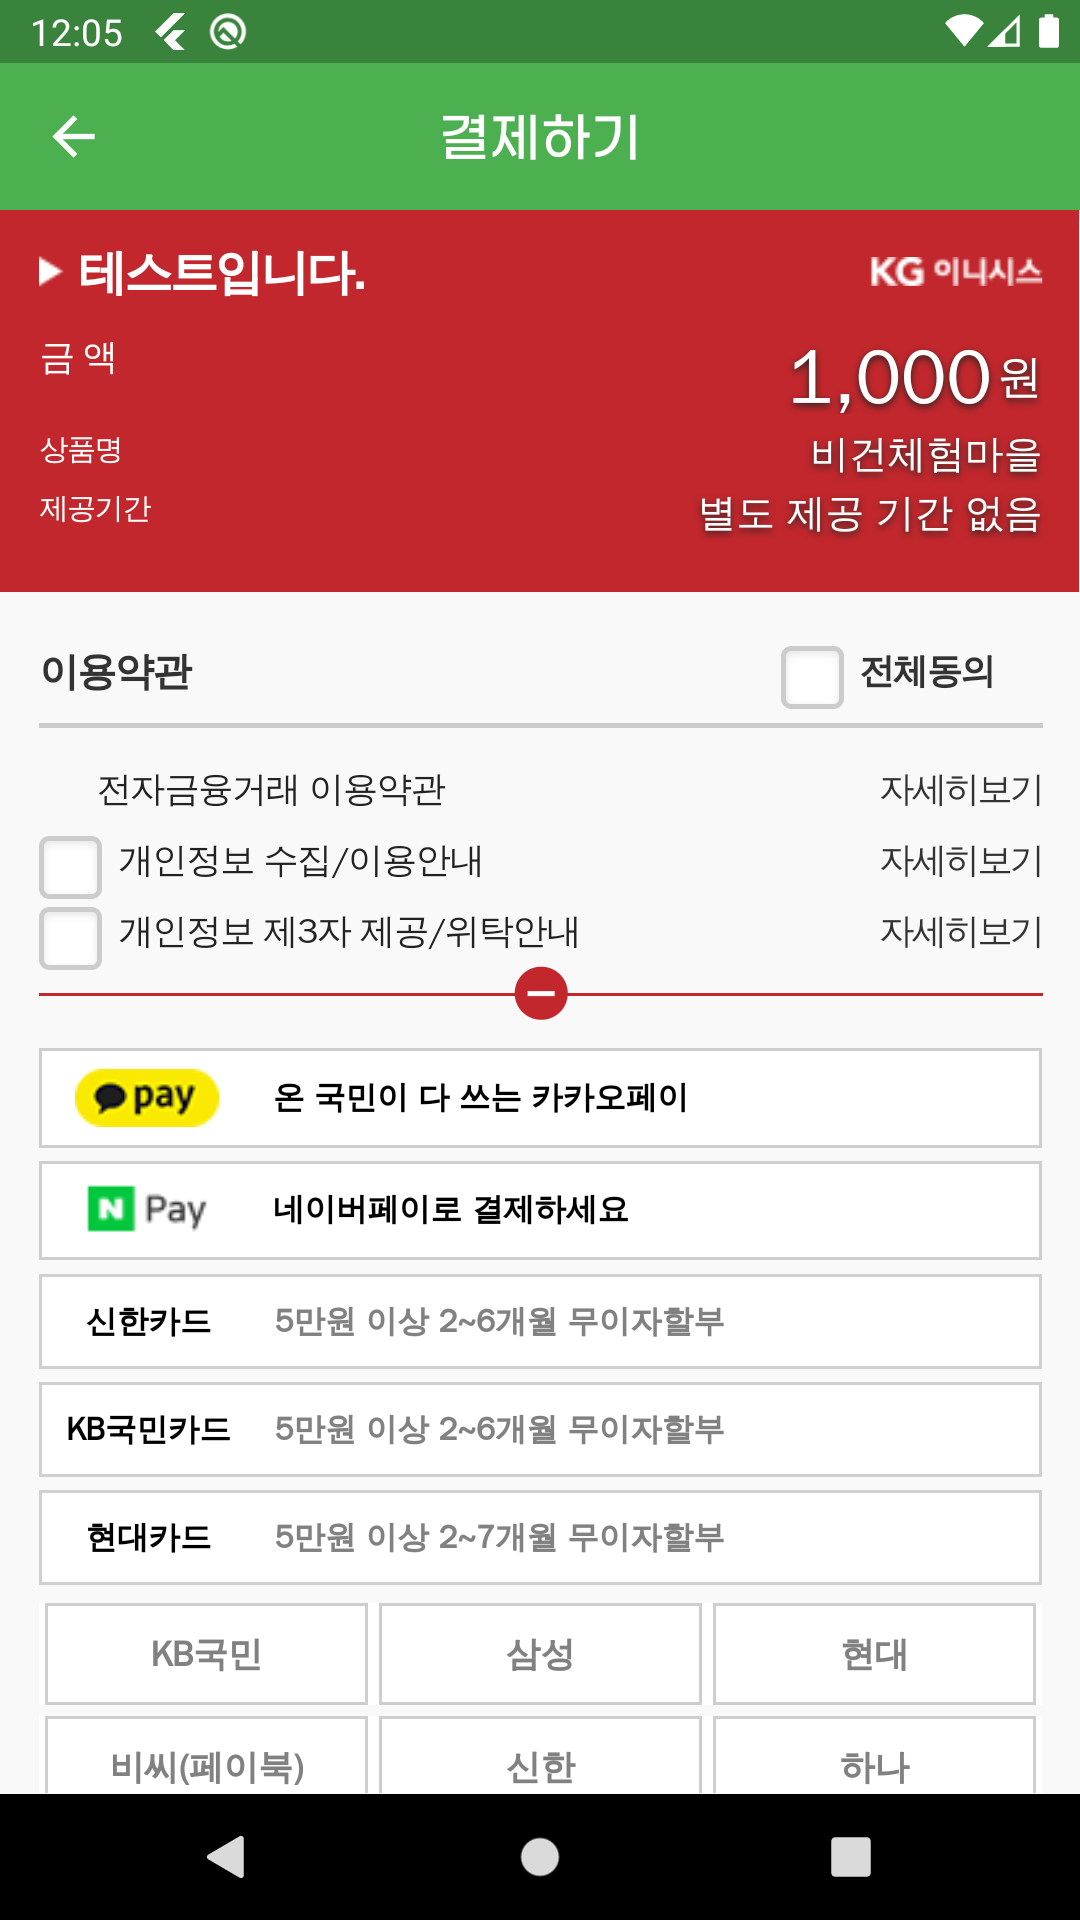 12:05
결제하기
테스트입니다.
KG 이니시스
금 액
1,000원
상품명
비건체험마을
제공기간
별도 제공 기간 없음
이용약관
전체동의
전자금융거래 이용약관
자세히보기
개인정보 수집/이용안내
자세히보기
개인정보 제3자 제공/위탁안내
자세히보기
pay
온 국민이 다 쓰는 카카오페이
N Pay
네이버페이로 결제하세요
신한카드
5만원 이상 2~6개월 무이자할부
KB국민카드
5만원 이상 2~6개월 무이자할부
현대카드
5만원 이상 2~7개월 무이자할부
KB국민
삼성
현대
비씨(페이북)
신한
하나